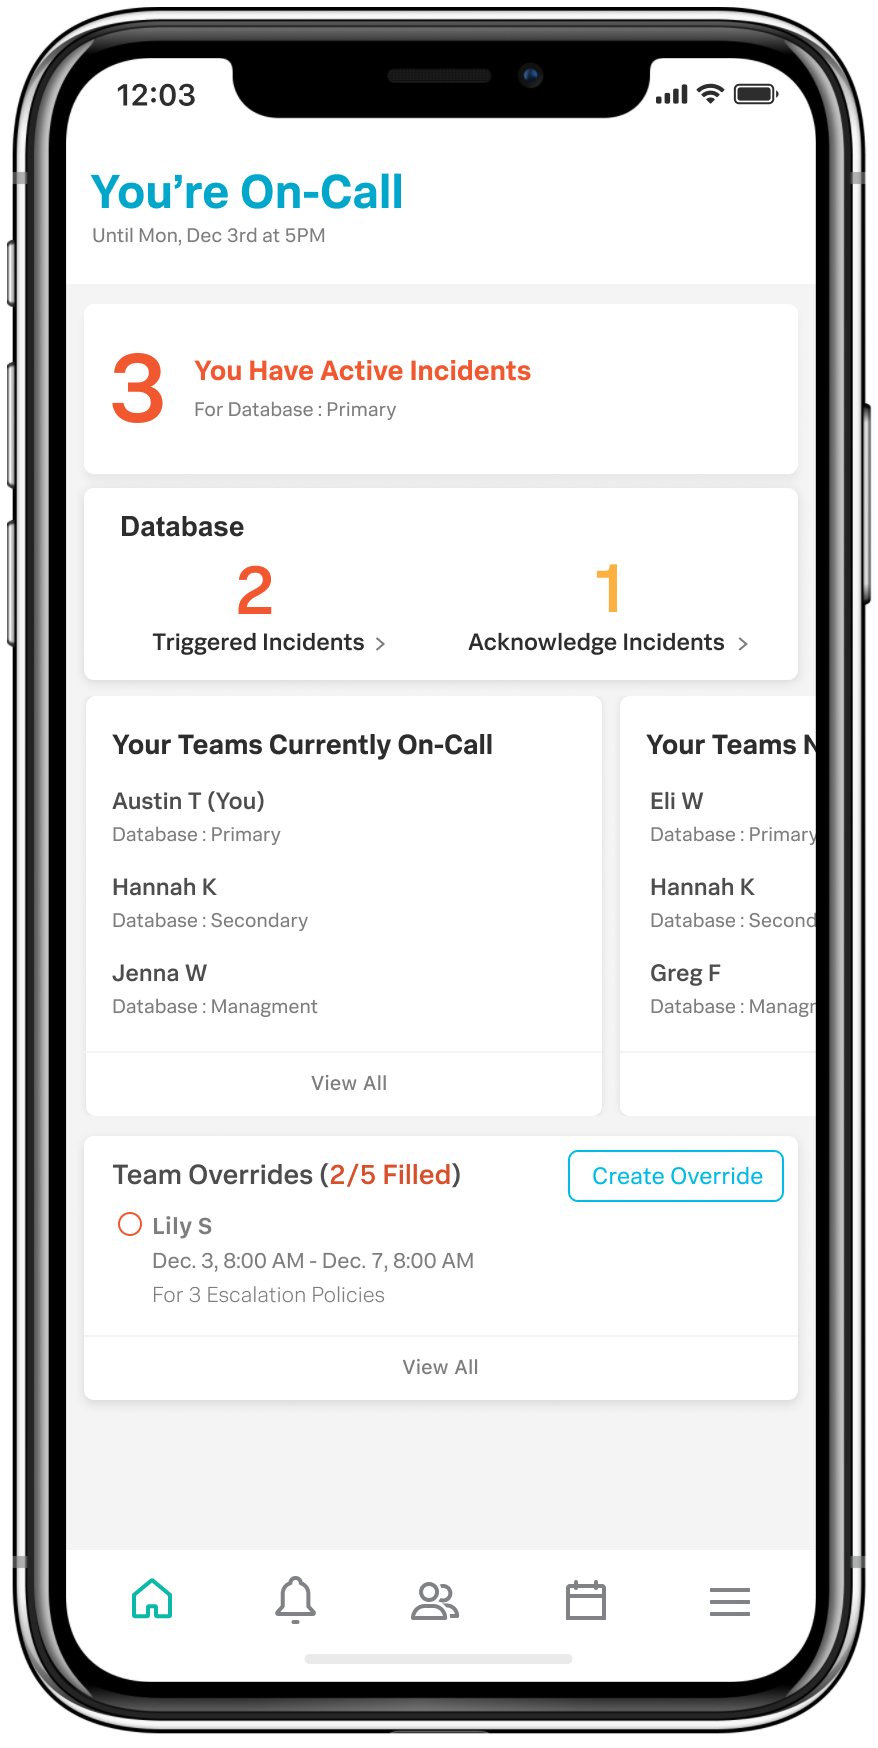 12:03
You’re On-Call
Until Mon, Dec 3rd at 5PM
3
You Have Active Incidents
For Database : Primary
Database
2
Triggered Incidents >
1
Acknowledge Incidents >
Your Teams Currently On-Call
Austin T (You)
Database : Primary
Hannah K
Database : Secondary
Jenna W
Database : Managment
View All
Your Teams N
Eli W
Database : Primary
Hannah K
Database : Second
Greg F
Database : Managr
Team Overrides (2/5 Filled)
Create Override
Lily S
Dec. 3, 8:00 AM - Dec. 7, 8:00 AM
For 3 Escalation Policies
View All